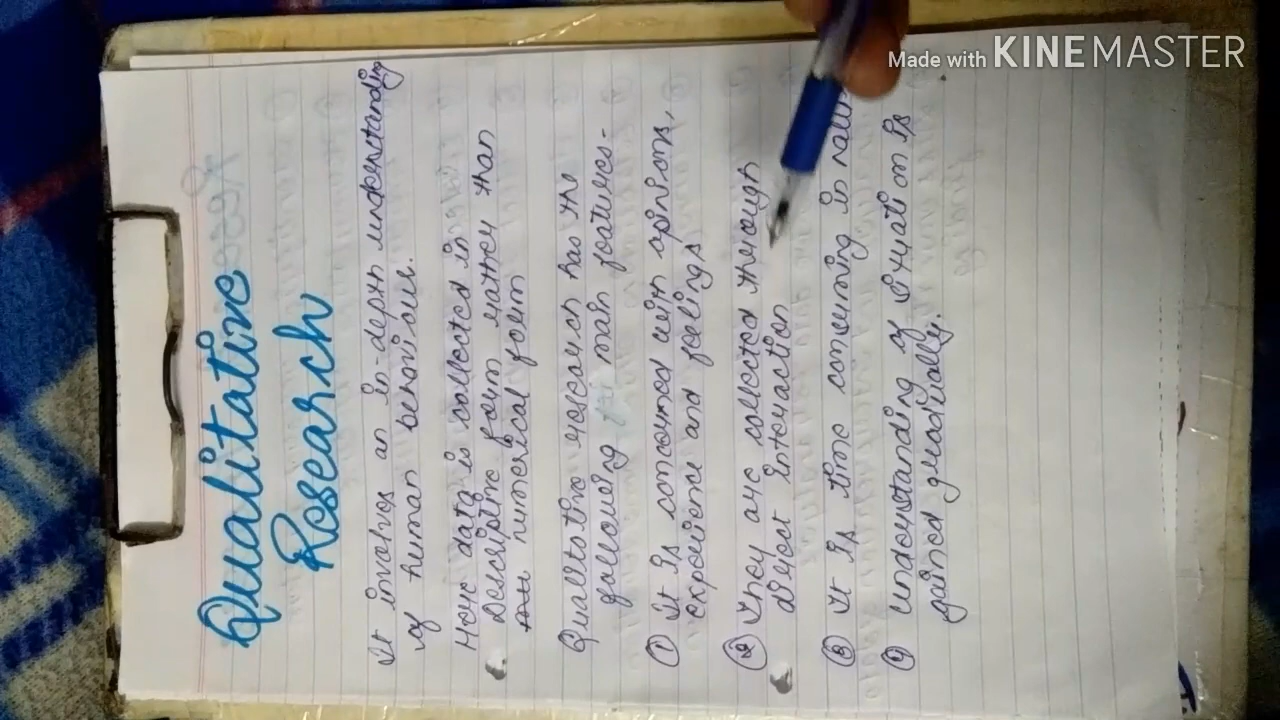 Qualitative
Research
It involves an in-depth understanding
of human behaviour.
Here data is collected in
Descriptive form rather than
numerical form
Qualitative research has the
following main features-
① it is concerned with opinions,
experience and feelings
② They are collected through
direct interaction
③ it is time consuming in
④ Understanding of situation is
gained gradually.
Made with KINEMASTER